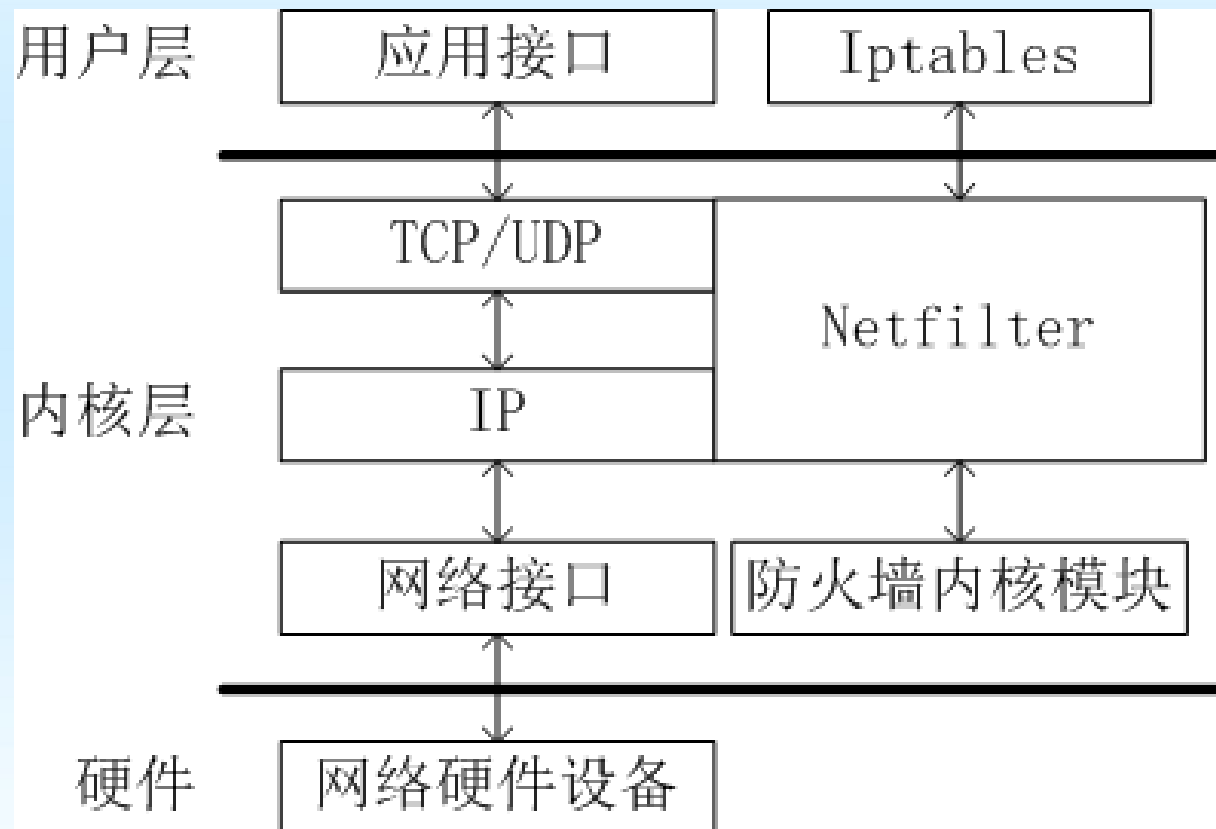 用户层 应用接口 Iptables
TCP/UDP
Netfilter
内核层 IP
网络接口 防火墙内核模块
硬件 网络硬件设备